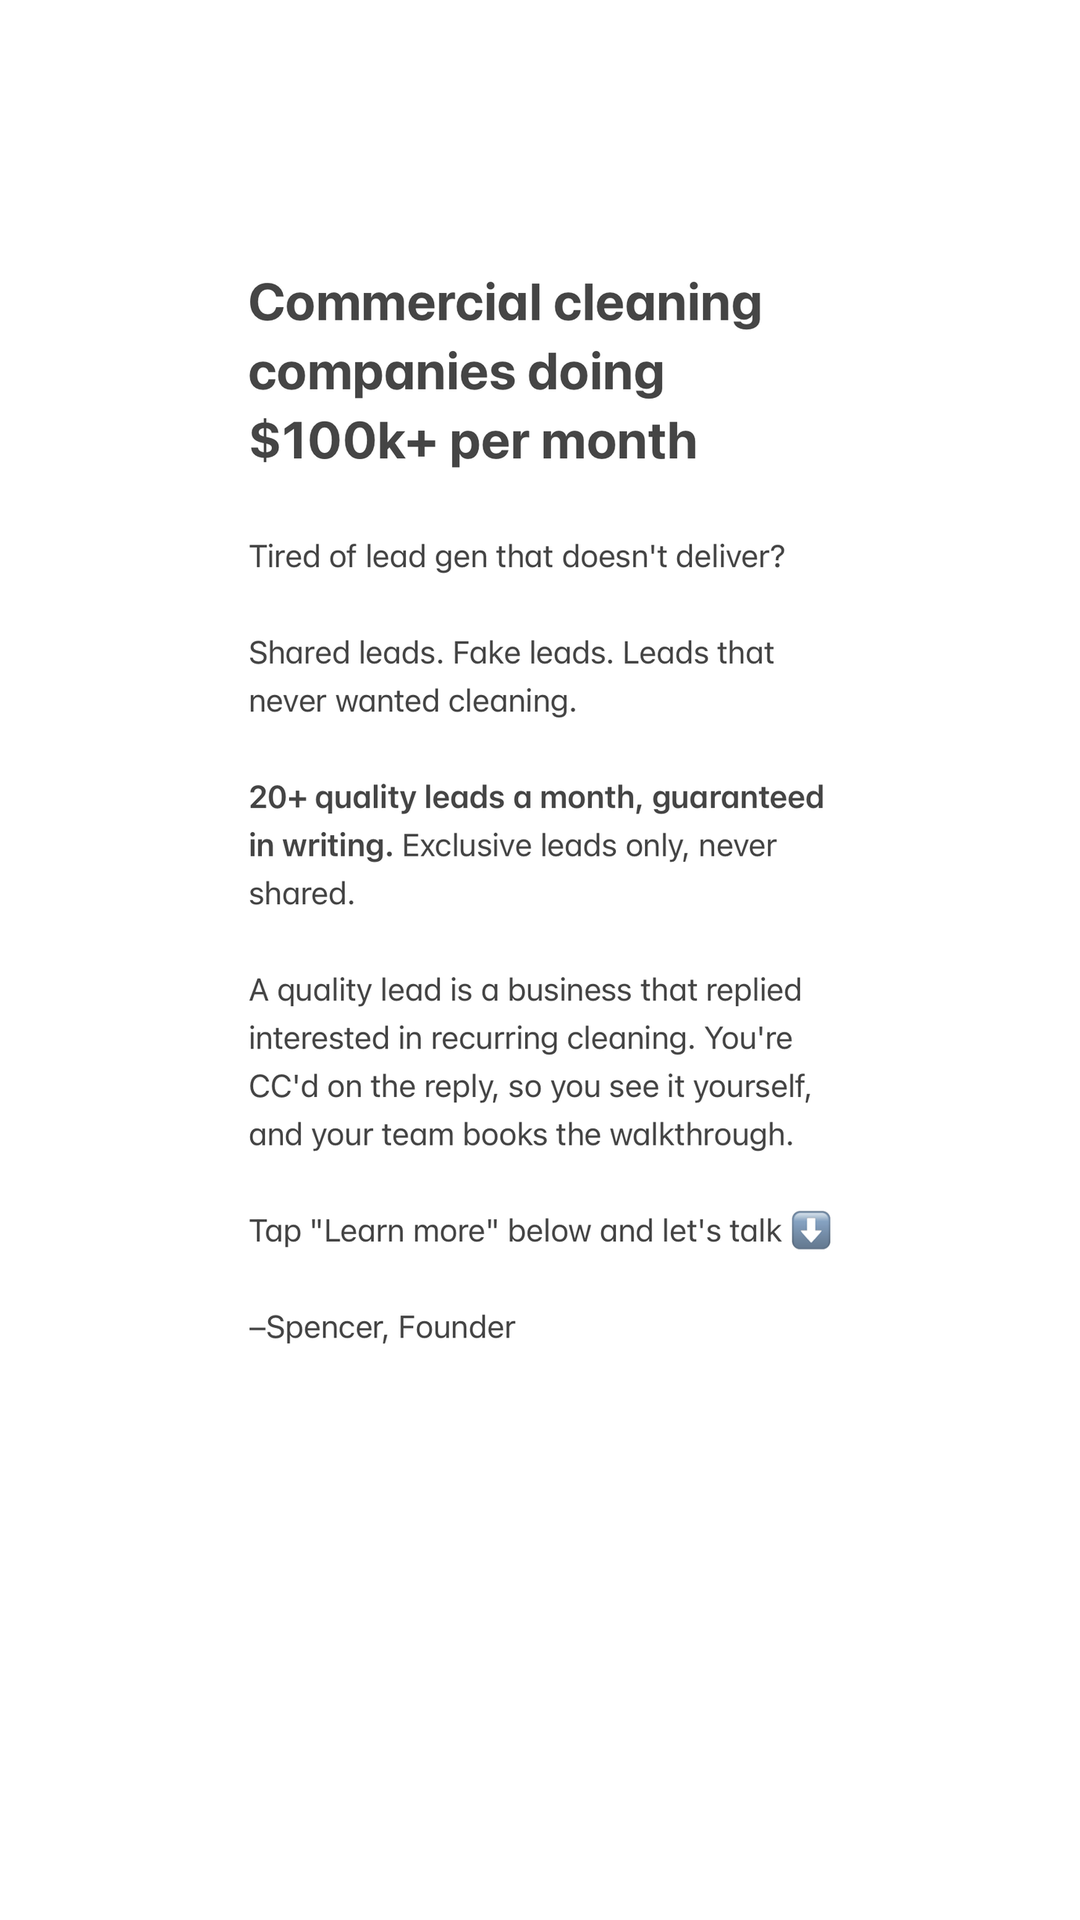 Commercial cleaning
companies doing
$100k+ per month
Tired of lead gen that doesn't deliver?
Shared leads. Fake leads. Leads that
never wanted cleaning.
20+ quality leads a month, guaranteed
in writing. Exclusive leads only, never
shared.
A quality lead is a business that replied
interested in recurring cleaning. You're
CC'd on the reply, so you see it yourself,
and your team books the walkthrough.
Tap "Learn more" below and let's talk ⬇️
–Spencer, Founder